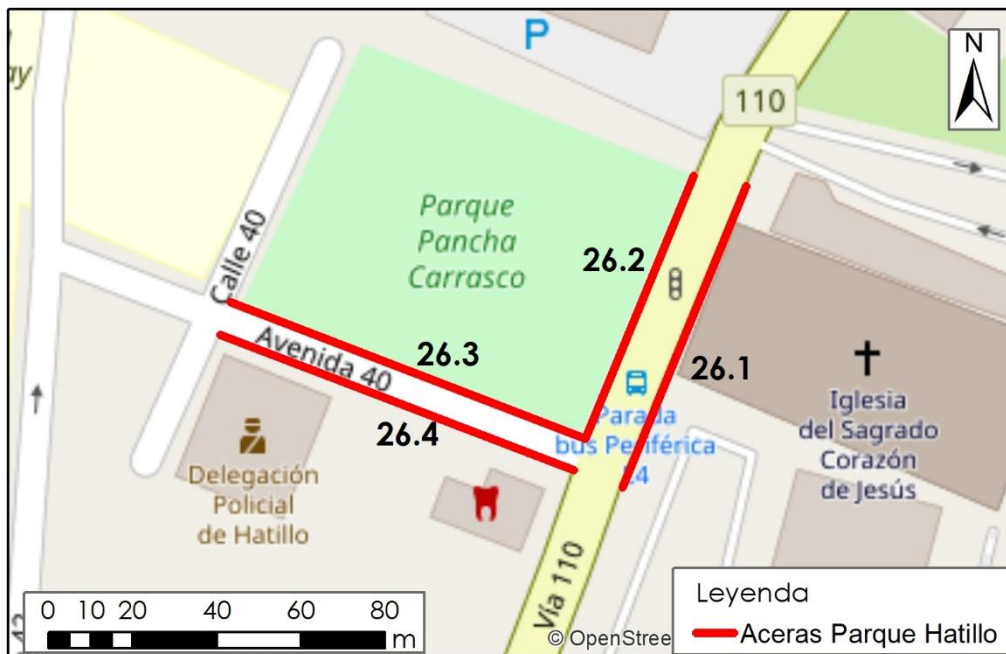 P
N
110
ay
Calle 40
Parque
Pancha
Carrasco
26.2
26.3
26.1
Avenida 40
26.4
Iglesia
del Sagrado
Corazón
de Jesús
Parada
bus Periférica
L4
Delegación
Policial
de Hatillo
Vía 110
42
0 10 20 40 60 80
m
© OpenStree
Leyenda
Aceras Parque Hatillo